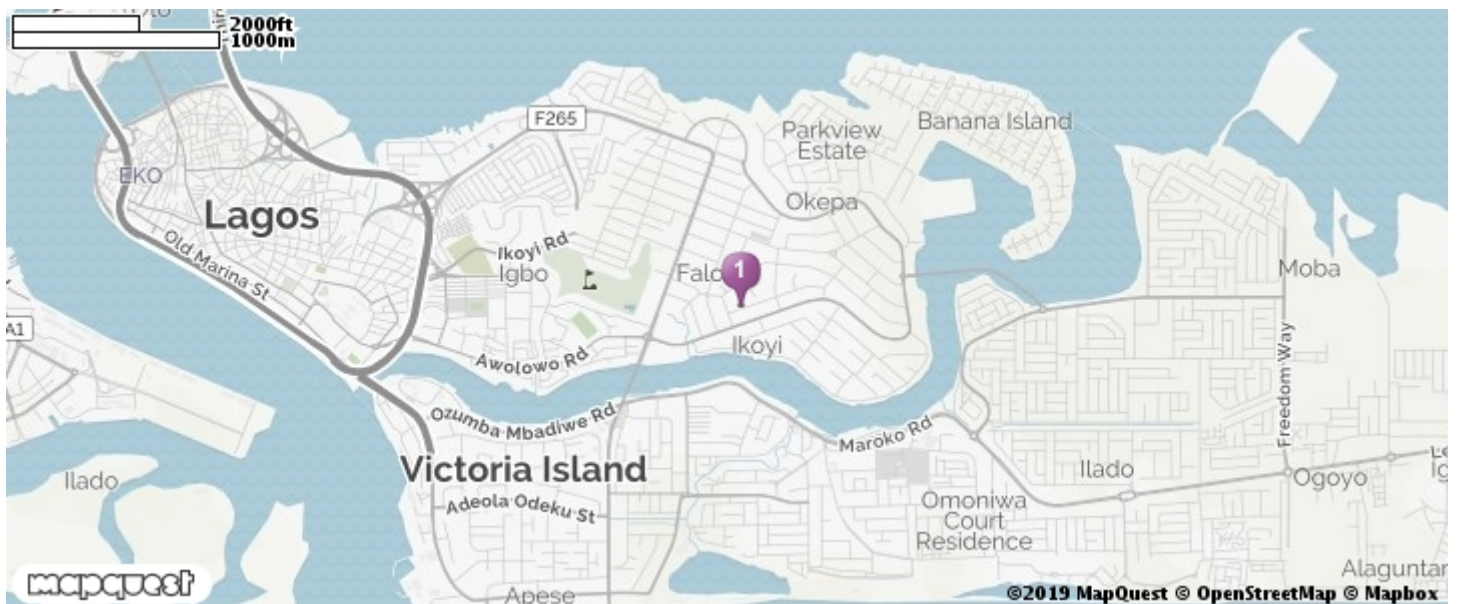 2000ft
1000m
F265
Parkview
Estate
Banana Island
EKO
Lagos
Okepa
Old Marina St
Ikoyi Rd
Igbo
1
Moba
A1
Ikoyi
Awolowo Rd
Freedom Way
Ozumba Mbadiwe Rd
Maroko Rd
Victoria Island
Ilado
Ilado
Ogoyo
Adeola Odeku St
Omoniwa
Court
Residence
Alaguntan
Apese
mapquest
©2019 MapQuest © OpenStreetMap © Mapbox